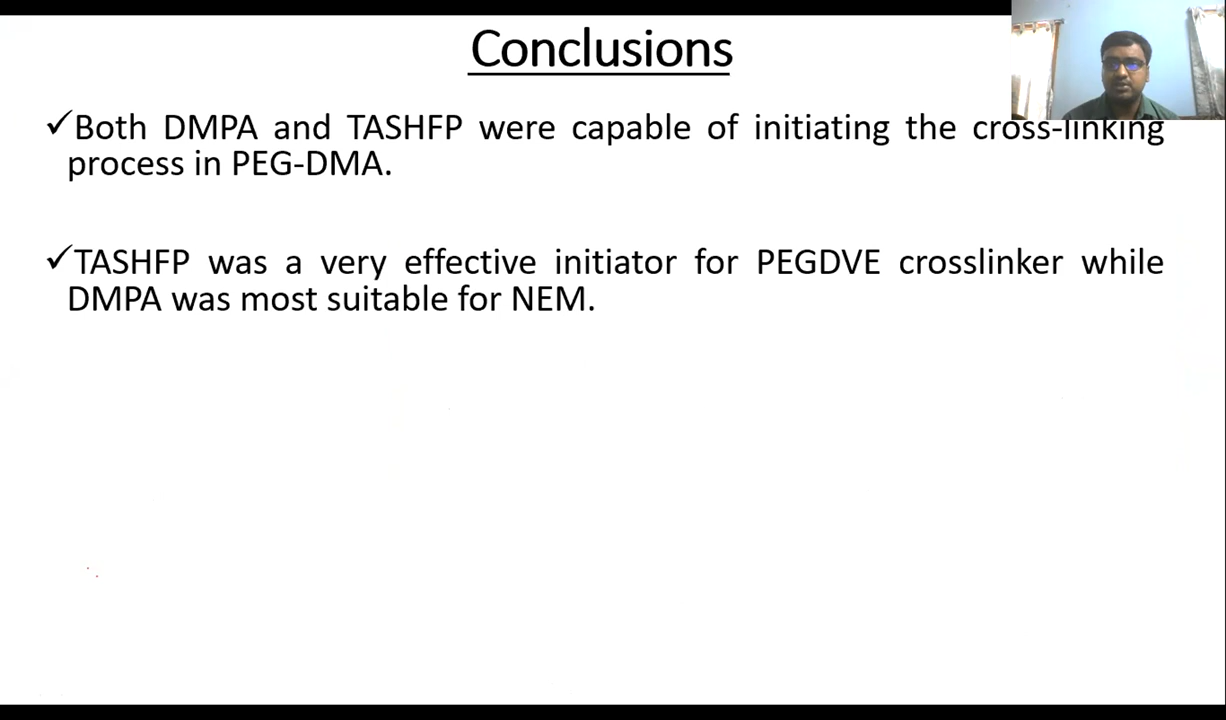 Conclusions
✓Both DMPA and TASHFP were capable of initiating the cross-linking
process in PEG-DMA.
✓TASHFP was a very effective initiator for PEGDVE crosslinker while
DMPA was most suitable for NEM.